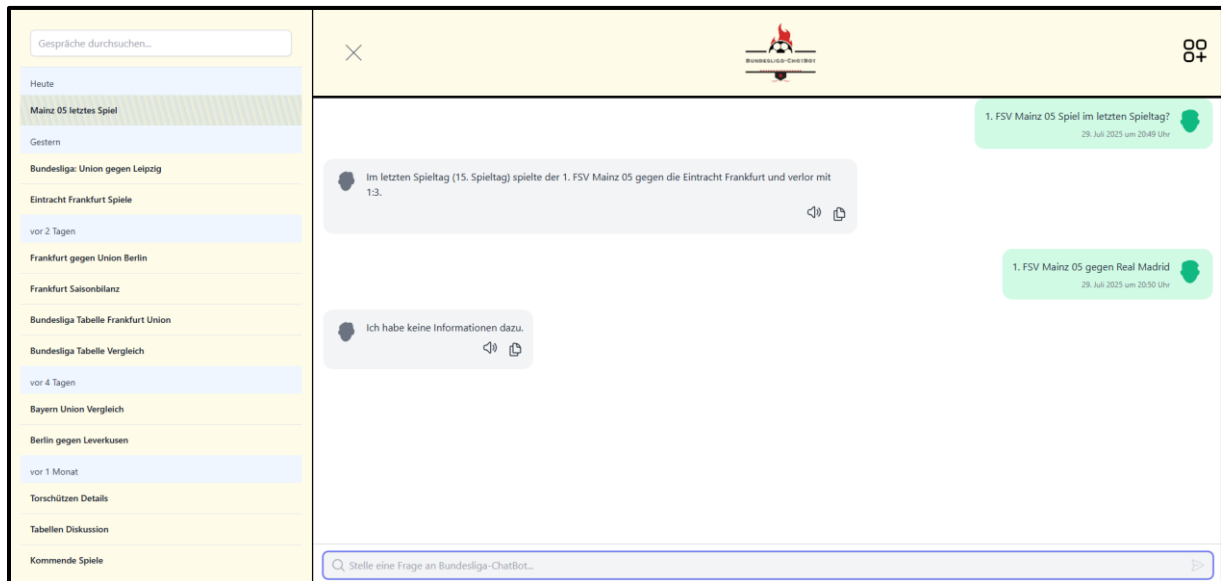 Gespräche durchsuchen...
Heute
Mainz 05 letztes Spiel
Gestern
Bundesliga: Union gegen Leipzig
Eintracht Frankfurt Spiele
vor 2 Tagen
Frankfurt gegen Union Berlin
Frankfurt Saisonbilanz
Bundesliga Tabelle Frankfurt Union
Bundesliga Tabelle Vergleich
vor 4 Tagen
Bayern Union Vergleich
Berlin gegen Leverkusen
vor 1 Monat
Torschützen Details
Tabellen Diskussion
Kommende Spiele
Bundesliga-ChatBot
1. FSV Mainz 05 Spiel im letzten Spieltag?
29. Juli 2025 um 20:49 Uhr
Im letzten Spieltag (15. Spieltag) spielte der 1. FSV Mainz 05 gegen die Eintracht Frankfurt und verlor mit
1:3.
1. FSV Mainz 05 gegen Real Madrid
29. Juli 2025 um 20:50 Uhr
Ich habe keine Informationen dazu.
Stelle eine Frage an Bundesliga-ChatBot...